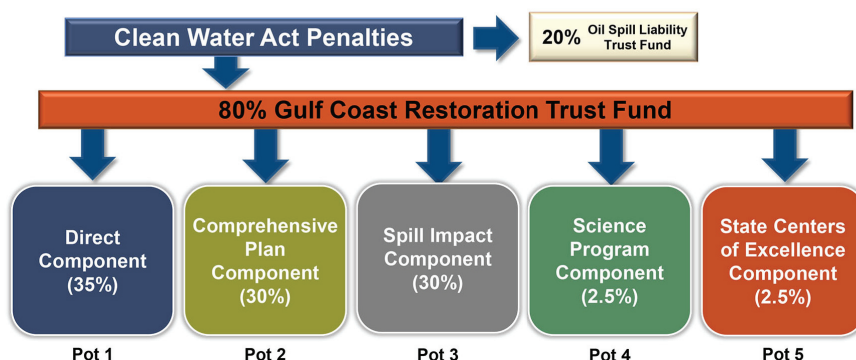 Clean Water Act Penalties
20% Oil Spill Liability
Trust Fund
80% Gulf Coast Restoration Trust Fund
Direct
Component
(35%)
Comprehensive
Plan
Component
(30%)
Spill Impact
Component
(30%)
Science
Program
Component
(2.5%)
State Centers
of Excellence
Component
(2.5%)
Pot 1
Pot 2
Pot 3
Pot 4
Pot 5